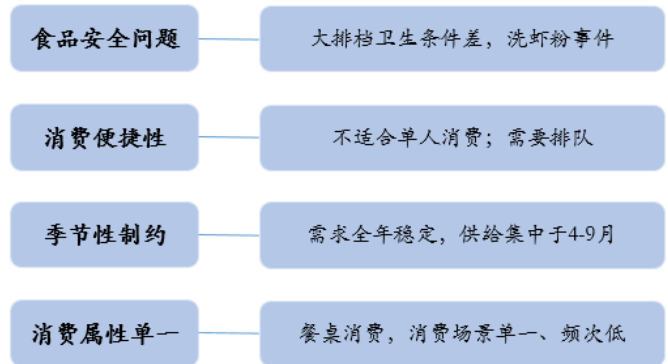 食品安全问题
大排档卫生条件差，洗虾粉事件
消费便捷性
不适合单人消费；需要排队
季节性制约
需求全年稳定，供给集中于4-9月
消费属性单一
餐桌消费，消费场景单一、频次低